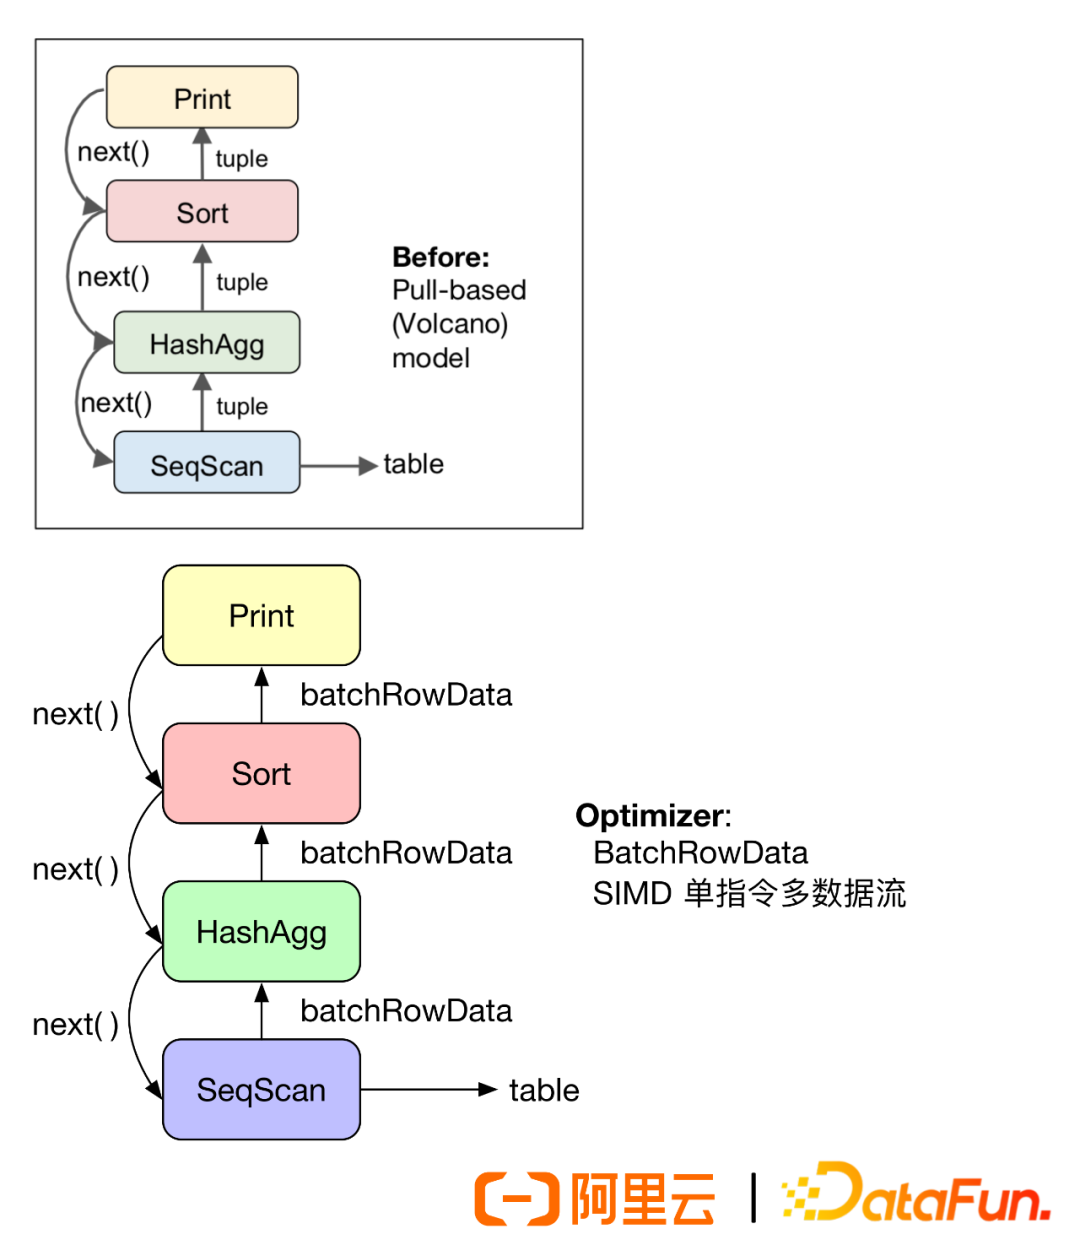 Print
next()
tuple
Sort
next()
tuple
Before:
Pull-based
(Volcano)
model
HashAgg
next()
tuple
SeqScan
table
Print
next()
batchRowData
Sort
next()
batchRowData
Optimizer:
BatchRowData
SIMD 单指令多数据流
HashAgg
next()
batchRowData
SeqScan
table
阿里云 | DataFun.